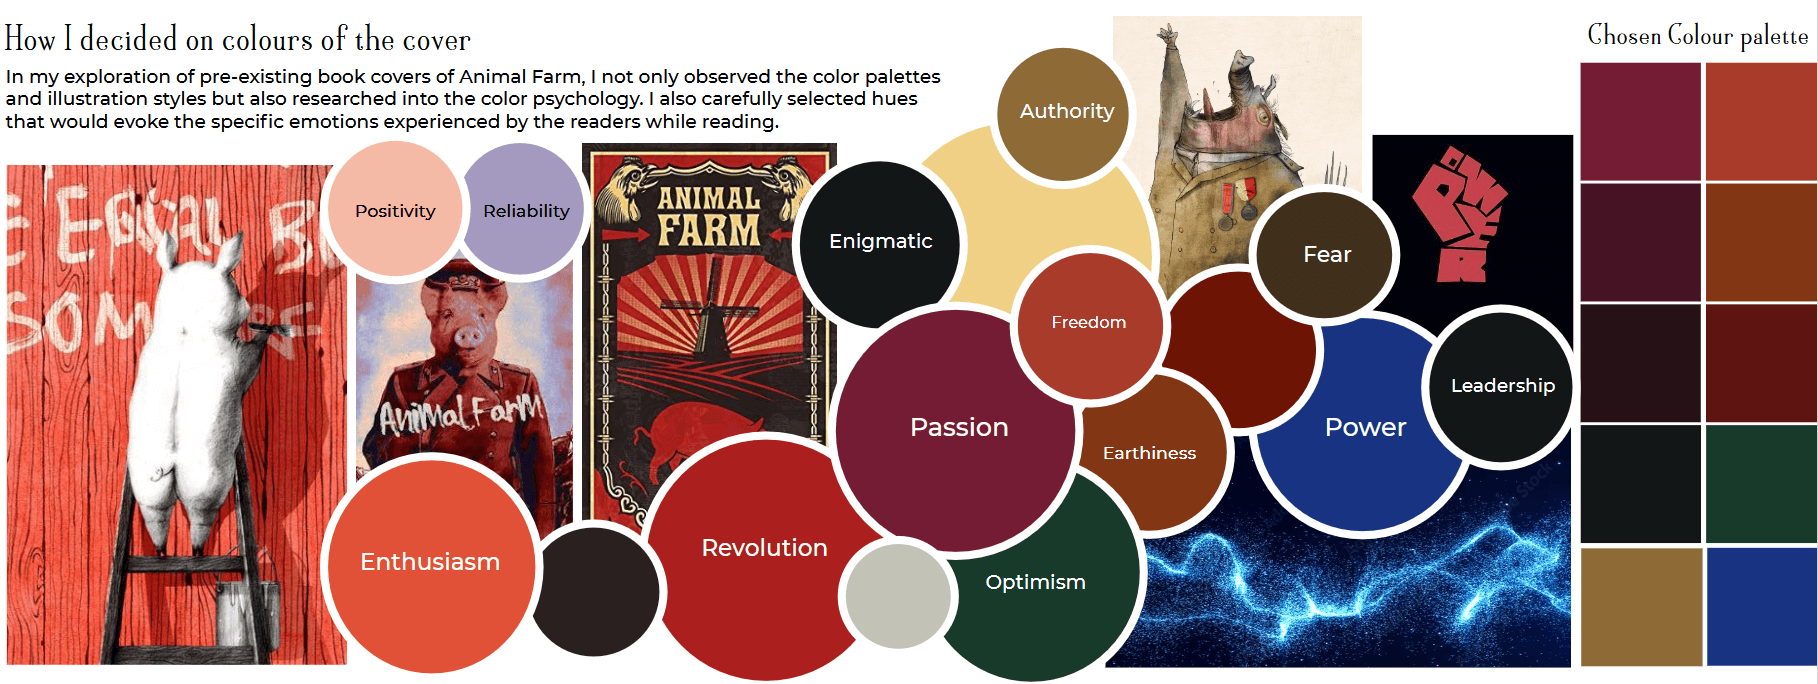 How I decided on colours of the cover
In my exploration of pre-existing book covers of Animal Farm, I not only observed the color palettes
and illustration styles but also researched into the color psychology. I also carefully selected hues
that would evoke the specific emotions experienced by the readers while reading.
Chosen Colour palette
Authority
Positivity
Reliability
ANIMAL
FARM
Enigmatic
Fear
POWER
Freedom
Animal Farm
Passion
Earthiness
Power
Leadership
Enthusiasm
Revolution
Optimism
E EQUAL B
SOM